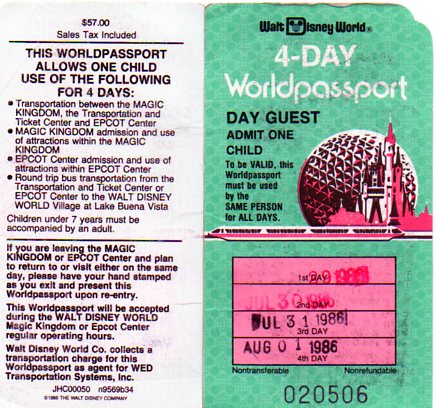 $57.00
Sales Tax Included
THIS WORLDPASSPORT
ALLOWS ONE CHILD
USE OF THE FOLLOWING
FOR 4 DAYS:
● Transportation between the MAGIC
KINGDOM, the Transportation and
Ticket Center and EPCOT Center
● MAGIC KINGDOM admission and use
of attractions within the MAGIC
KINGDOM
● EPCOT Center admission and use of
attractions within EPCOT Center
● Round trip bus transportation from the
Transportation and Ticket Center or
EPCOT Center to the WALT DISNEY
WORLD Village at Lake Buena Vista
Children under 7 years must be
accompanied by an adult.
If you are leaving the MAGIC
KINGDOM or EPCOT Center and plan
to return to or visit either on the same
day, please have your hand stamped
as you exit and present this
Worldpassport upon re-entry.
This Worldpassport will be accepted
during the WALT DISNEY WORLD
Magic Kingdom or Epcot Center
regular operating hours.
Walt Disney World Co. collects a
transportation charge for this
Worldpassport as agent for WED
Transportation Systems, Inc.
JHC00050 n9569b34
©1986 THE WALT DISNEY COMPANY
Walt Disney World®
4-DAY
Worldpassport
DAY GUEST
ADMIT ONE
CHILD
To be VALID, this
Worldpassport
must be used
by the
SAME PERSON
for ALL DAYS.
1st DAY 9 1986
JUL 30 1986
2nd DAY
JUL 31 1986
3rd DAY
AUG 01 1986
4th DAY
Nontransferable Nonrefundable
020506